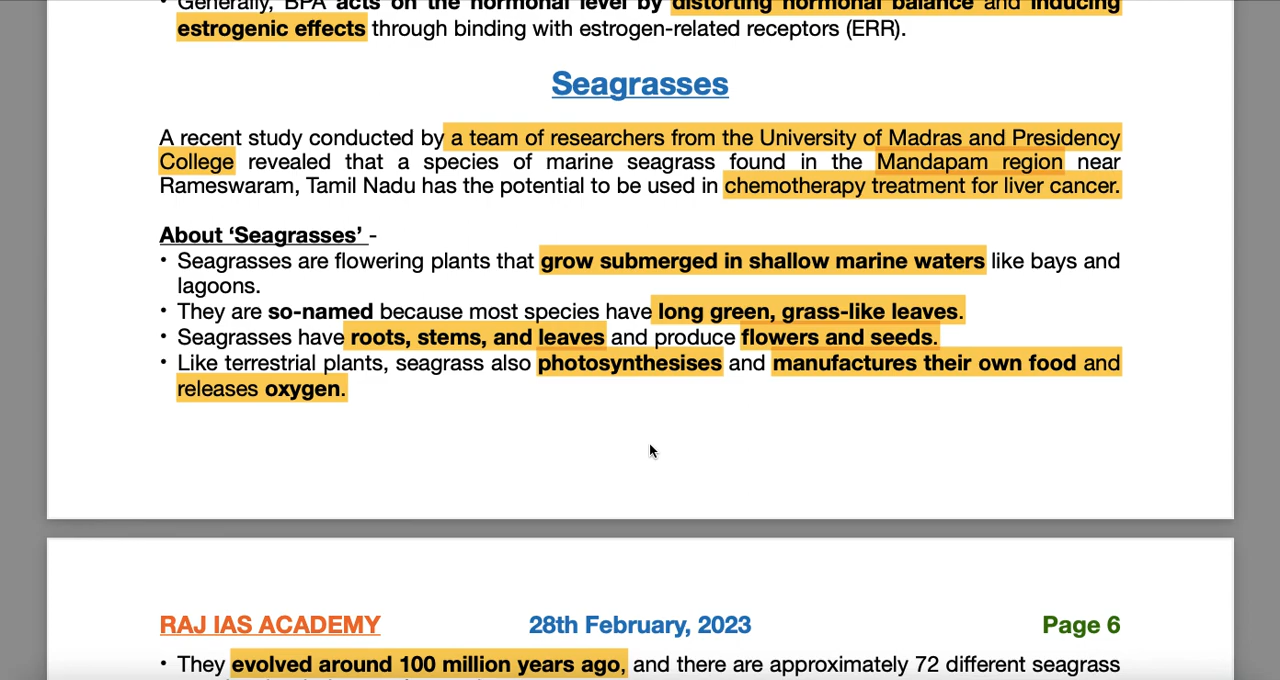 Generally, BPA acts on the hormonal level by distorting hormonal balance and inducing
estrogenic effects through binding with estrogen-related receptors (ERR).
Seagrasses
A recent study conducted by a team of researchers from the University of Madras and Presidency
College revealed that a species of marine seagrass found in the Mandapam region near
Rameswaram, Tamil Nadu has the potential to be used in chemotherapy treatment for liver cancer.
About ‘Seagrasses’ -
• Seagrasses are flowering plants that grow submerged in shallow marine waters like bays and
lagoons.
• They are so-named because most species have long green, grass-like leaves.
• Seagrasses have roots, stems, and leaves and produce flowers and seeds.
• Like terrestrial plants, seagrass also photosynthesises and manufactures their own food and
releases oxygen.
RAJ IAS ACADEMY 28th February, 2023 Page 6
• They evolved around 100 million years ago, and there are approximately 72 different seagrass